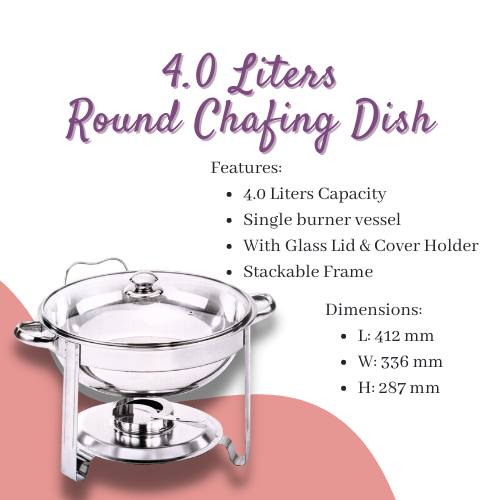 4.0 Liters
Round Chafing Dish
Features:
• 4.0 Liters Capacity
• Single burner vessel
• With Glass Lid & Cover Holder
• Stackable Frame
Dimensions:
• L: 412 mm
• W: 336 mm
• H: 287 mm